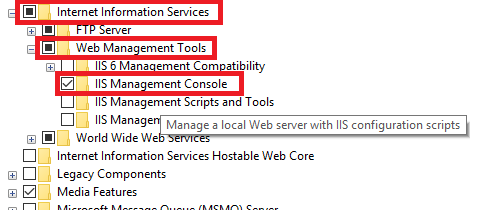 Internet Information Services
FTP Server
Web Management Tools
IIS 6 Management Compatibility
IIS Management Console
IIS Management Scripts and Tools
IIS Manage
Manage a local Web server with IIS configuration scripts
World Wide Web Services
Internet Information Services Hostable Web Core
Legacy Components
Media Features
Microsoft Message Queue (MSMQ) Server